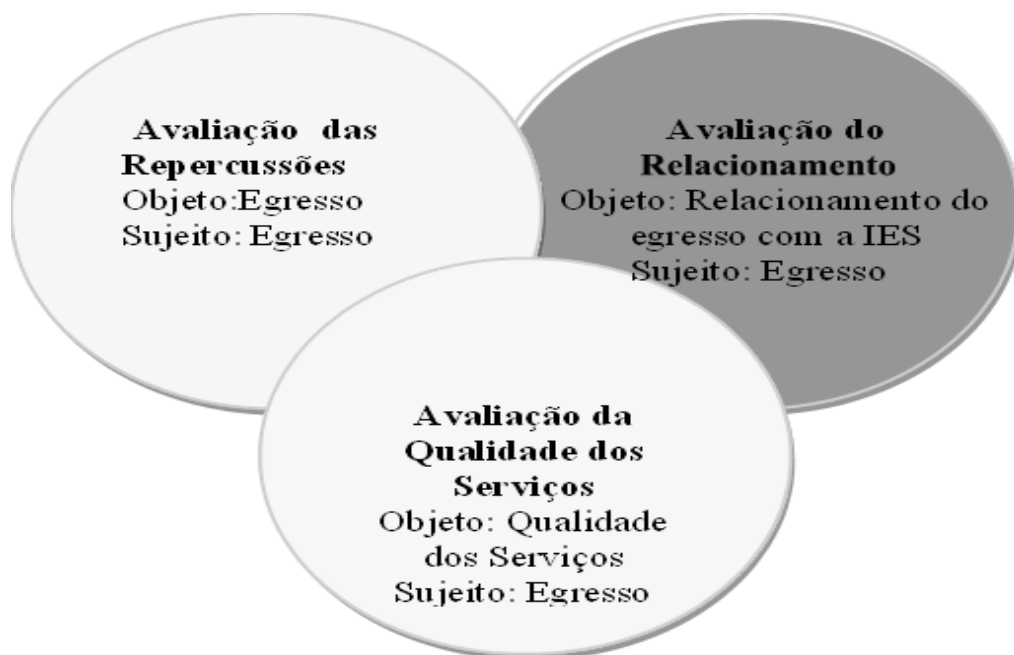 Avaliação das
Repercussões
Objeto:Egresso
Sujeito: Egresso
Avaliação do
Relacionamento
Objeto: Relacionamento do
egresso com a IES
Sujeito: Egresso
Avaliação da
Qualidade dos
Serviços
Objeto: Qualidade
dos Serviços
Sujeito: Egresso